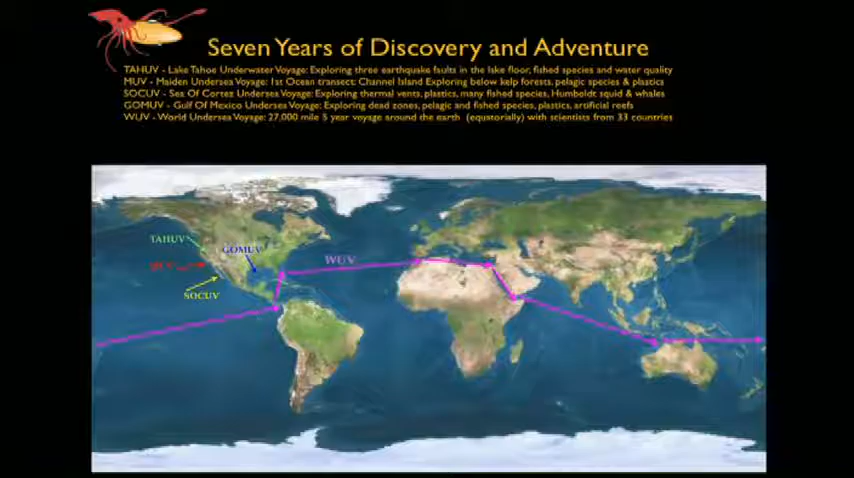 Seven Years of Discovery and Adventure
TAHUV - Lake Tahoe Underwater Voyage: Exploring three earthquake faults in the lake floor, fished species and water quality
MUV - Maiden Undersea Voyage: 1st Ocean transect: Channel Island Exploring below kelp forests, pelagic species & plastics
SOCUV - Sea Of Cortez Undersea Voyage: Exploring thermal vents, plastics, many fished species, Humboldt squid & whales
GOMUV - Gulf Of Mexico Undersea Voyage: Exploring dead zones, pelagic and fished species, plastics, artificial reefs
WUV - World Undersea Voyage: 27,000 mile 5 year voyage around the earth (equatorially) with scientists from 33 countries
TAHUV
GOMUV
WUV
SOCUV